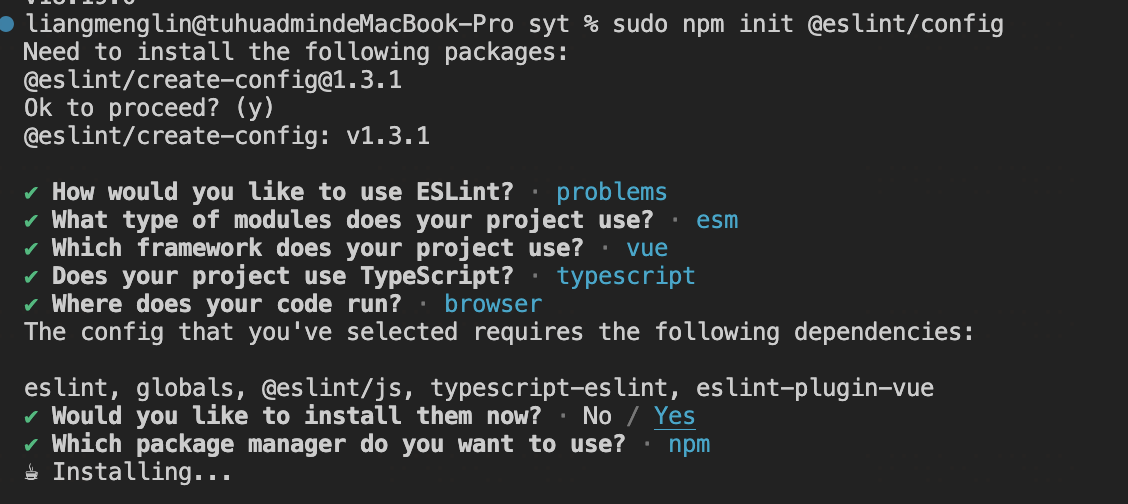 liangmenglin@tuhuadmindeMacBook-Pro syt % sudo npm init @eslint/config
Need to install the following packages:
@eslint/create-config@1.3.1
Ok to proceed? (y)
@eslint/create-config: v1.3.1
✔ How would you like to use ESLint? · problems
✔ What type of modules does your project use? · esm
✔ Which framework does your project use? · vue
✔ Does your project use TypeScript? · typescript
✔ Where does your code run? · browser
The config that you've selected requires the following dependencies:
eslint, globals, @eslint/js, typescript-eslint, eslint-plugin-vue
✔ Would you like to install them now? · No / Yes
✔ Which package manager do you want to use? · npm
☕ Installing...